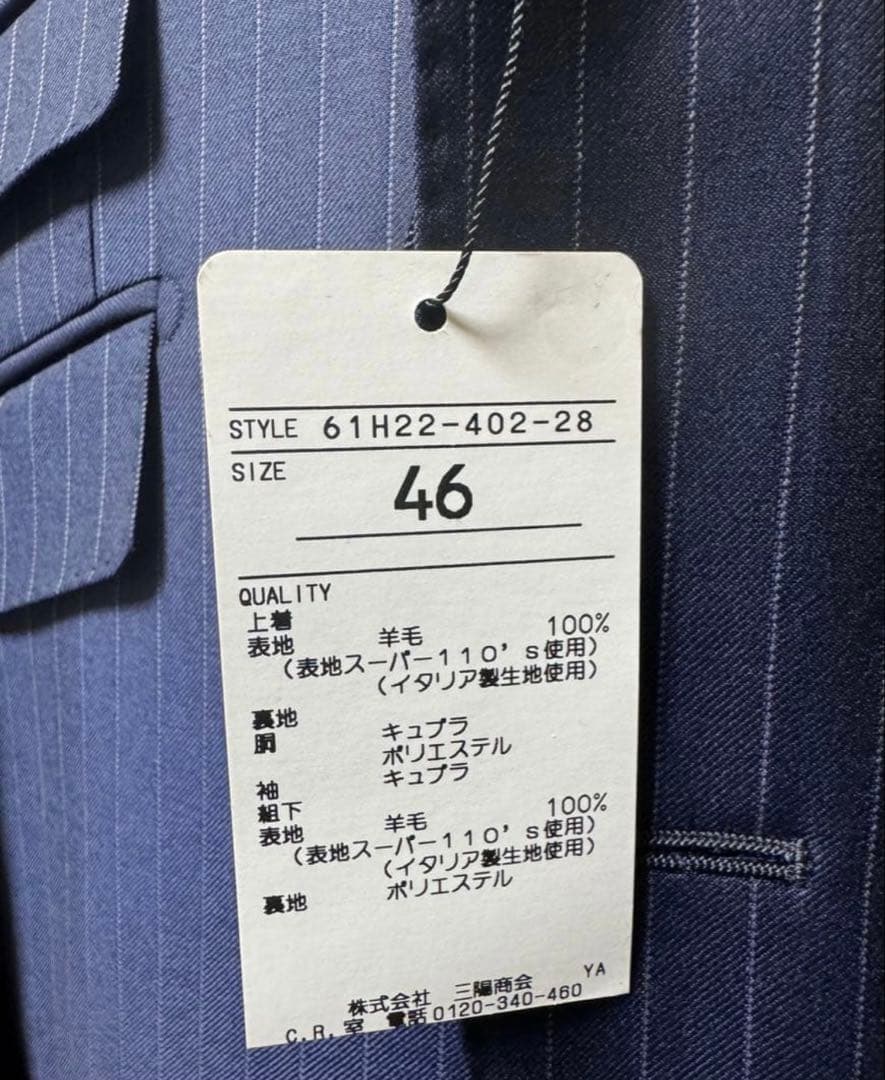 STYLE 61H22-402-28
SIZE
46
QUALITY
上着
表地 羊毛 100%
(表地スーパー110's使用)
(イタリア製生地使用)
裏地
胴 キュプラ
ポリエステル
袖 キュプラ
組下
表地 羊毛 100%
(表地スーパー110's使用)
(イタリア製生地使用)
裏地 ポリエステル
YA
株式会社 三陽商会
C.R.室 電話0120-340-460